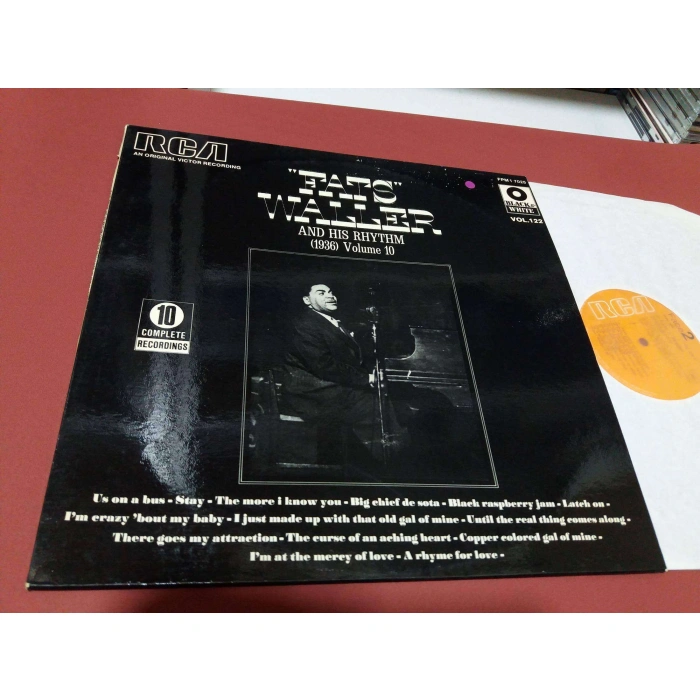 RCA
AN ORIGINAL VICTOR RECORDING
"FATS"
WALLER
AND HIS RHYTHM
(1936) Volume 10
FPM1 7025
BLACK &
WHITE
VOL. 122
10
COMPLETE
RECORDINGS
Us on a bus - Stay - The more i know you - Big chief de sota - Black raspberry jam - Latch on -
I'm crazy 'bout my baby - I just made up with that old gal of mine - Until the real thing comes along -
There goes my attraction - The curse of an aching heart - Copper colored gal of mine -
I'm at the mercy of love - A rhyme for love -
RCA